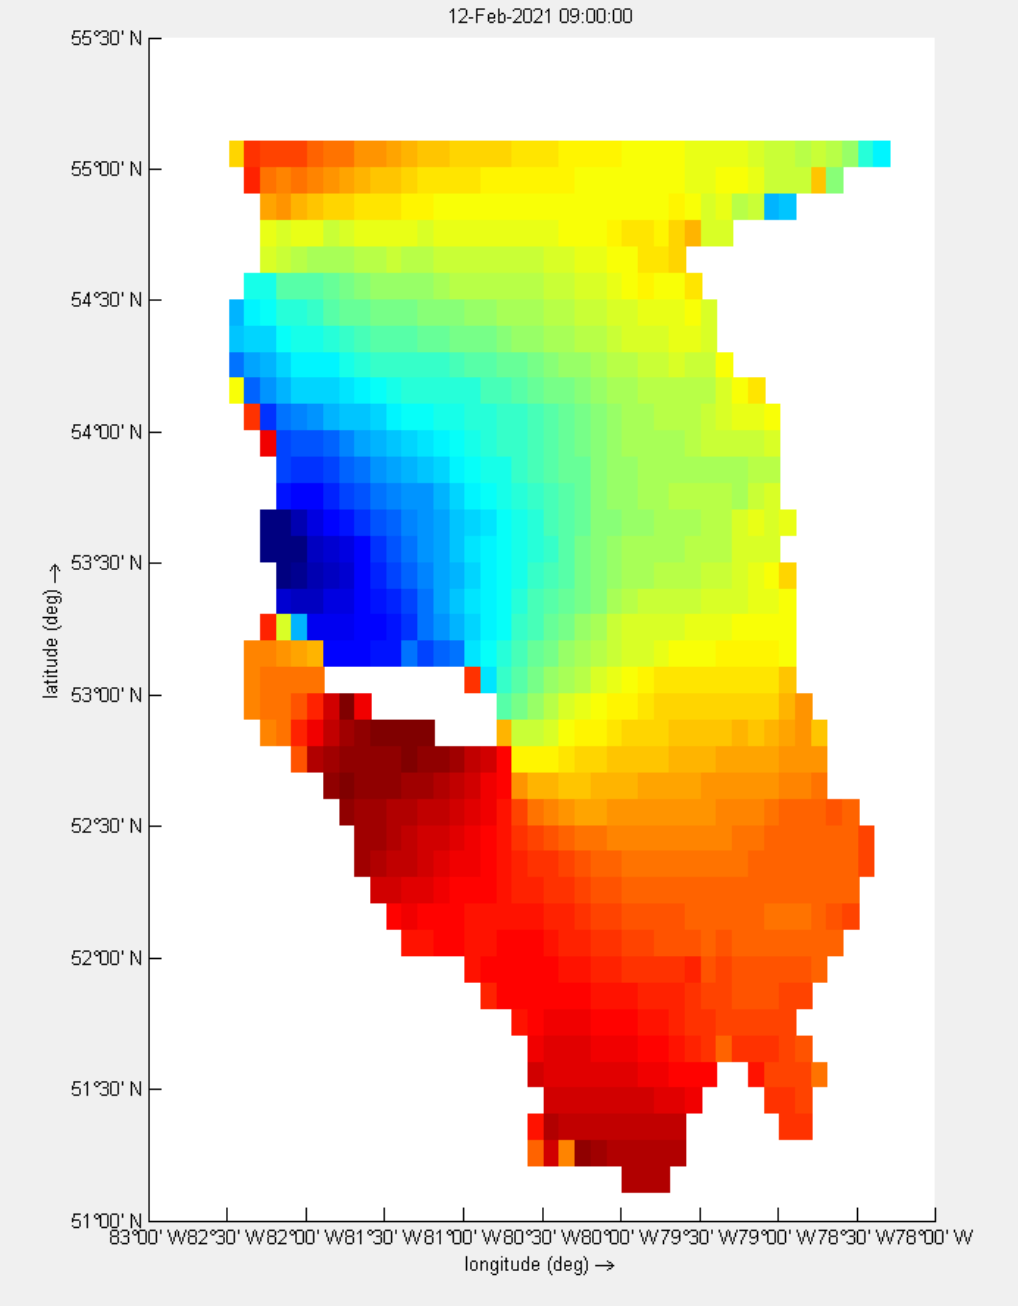 12-Feb-2021 09:00:00
55°30' N
55°00' N
54°30' N
54°00' N
53°30' N
53°00' N
52°30' N
52°00' N
51°30' N
51°00' N
latitude (deg) →
83°00' W82°30' W82°00' W81°30' W81°00' W80°30' W80°00' W79°30' W79°00' W78°30' W78°00' W
longitude (deg) →